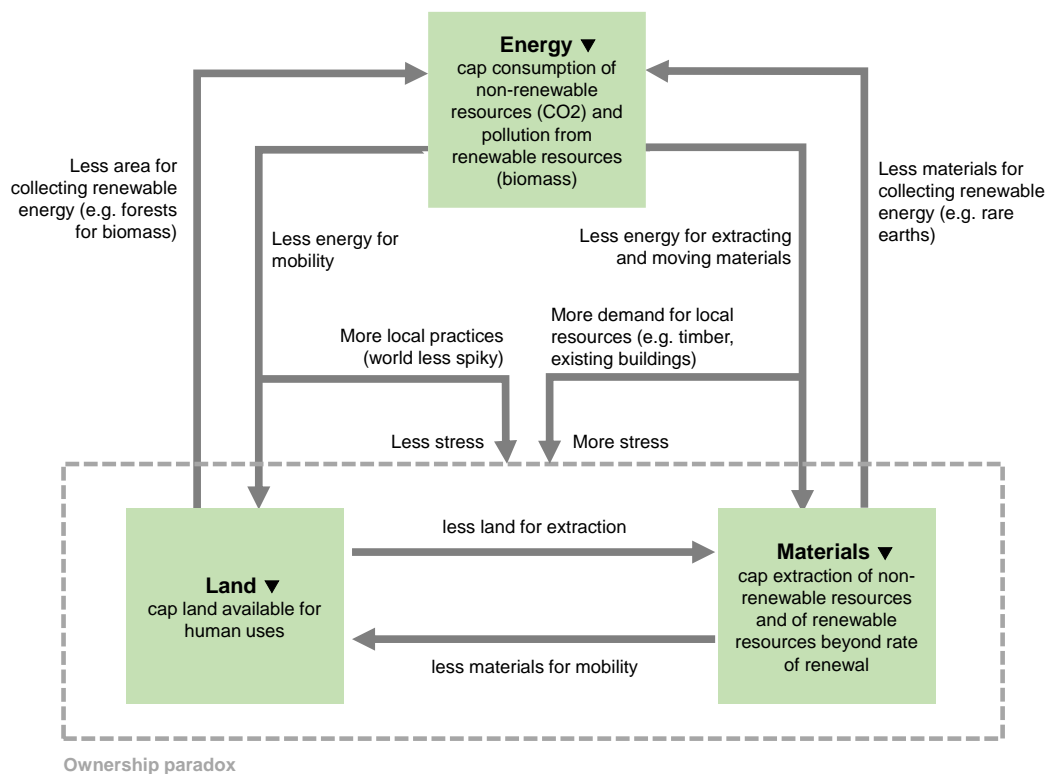 Energy ▼
cap consumption of
non-renewable
resources (CO2) and
pollution from
renewable resources
(biomass)
Less area for
collecting renewable
energy (e.g. forests
for biomass)
Less materials for
collecting renewable
energy (e.g. rare
earths)
Less energy for
mobility
Less energy for extracting
and moving materials
More local practices
(world less spiky)
More demand for local
resources (e.g. timber,
existing buildings)
Less stress
More stress
Land ▼
cap land available for
human uses
less land for extraction
less materials for mobility
Materials ▼
cap extraction of non-
renewable resources
and of renewable
resources beyond rate
of renewal
Ownership paradox